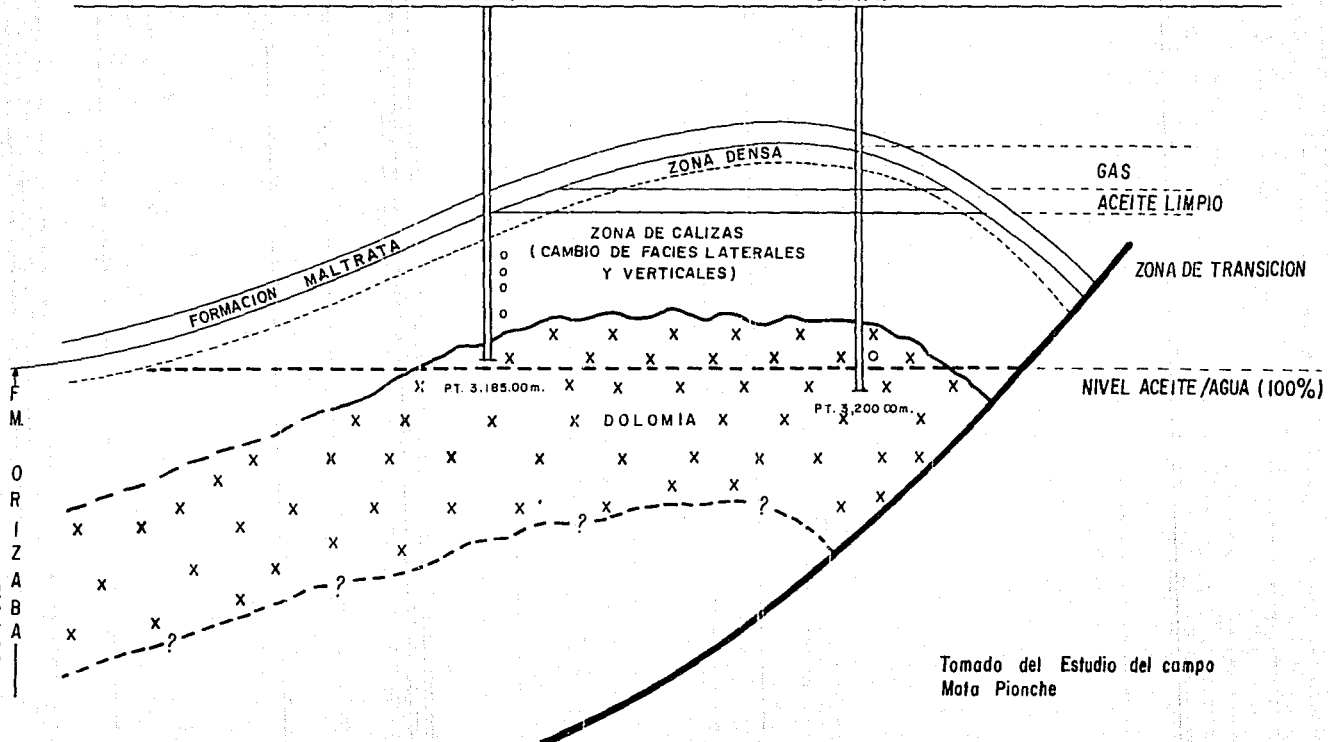 ZONA DENSA
GAS
ACEITE LIMPIO
ZONA DE CALIZAS
(CAMBIO DE FACIES LATERALES
Y VERTICALES)
ZONA DE TRANSICION
FORMACION MALTRATA
NIVEL ACEITE/AGUA (100%)
PT. 3,185.00m.
PT. 3,200.00m.
DOLOMIA
FM. ORIZABA
?
?
?
?
Tomado del Estudio del campo
Mata Pionche